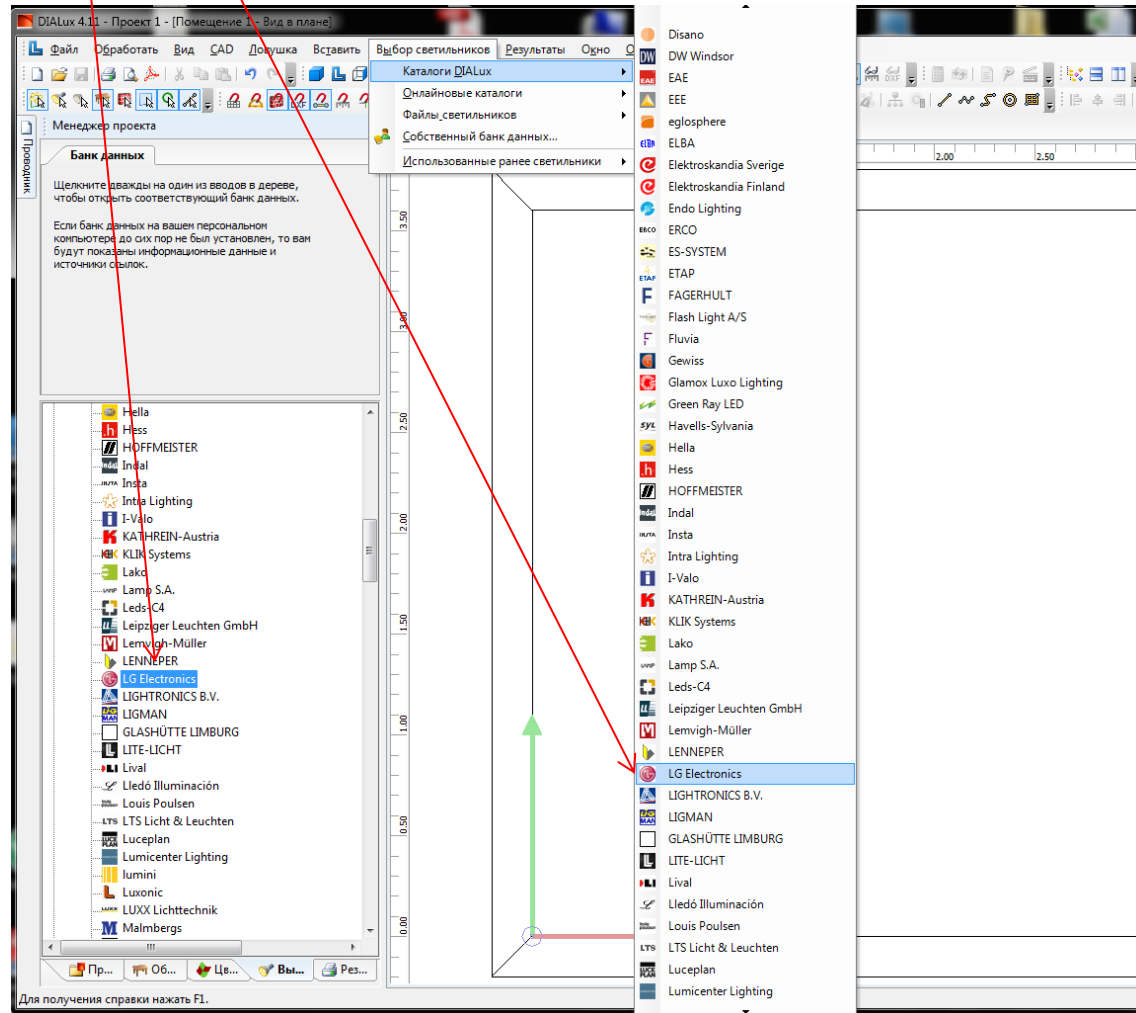 DIALux 4.11 - Проект 1 - [Помещение 1 - Вид в плане]
Файл Обработать Вид CAD Ловушка Вставить Выбор светильников Результаты Окно
Каталоги DIALux
Онлайновые каталоги
Файлы светильников
Собственный банк данных...
Использованные ранее светильники
Менеджер проекта
Проводник
Банк данных
Щелкните дважды на один из вводов в дереве,
чтобы открыть соответствующий банк данных.
Если банк данных на вашем персональном
компьютере до сих пор не был установлен, то вам
будут показаны информационные данные и
источники ссылок.
Hella
Hess
HOFFMEISTER
Indal
Insta
Intra Lighting
I-Valo
KATHREIN-Austria
KLIK Systems
Lako
Lamp S.A.
Leds-C4
Leipziger Leuchten GmbH
Lemvigh-Müller
LENNEPER
LG Electronics
LIGHTRONICS B.V.
LIGMAN
GLASHÜTTE LIMBURG
LITE-LICHT
Lival
Lledó Illuminación
Louis Poulsen
LTS Licht & Leuchten
Luceplan
Lumicenter Lighting
lumini
Luxonic
LUXX Lichttechnik
Malmbergs
Пр...
Об...
Цв...
Вы...
Рез...
Для получения справки нажать F1.
3.50
3.00
2.50
2.00
1.50
1.00
0.50
0.00
2.00
2.50
Disano
DW Windsor
EAE
EEE
eglosphere
ELBA
Elektroskandia Sverige
Elektroskandia Finland
Endo Lighting
ERCO
ES-SYSTEM
ETAP
FAGERHULT
Flash Light A/S
Fluvia
Gewiss
Glamox Luxo Lighting
Green Ray LED
Havells-Sylvania
Hella
Hess
HOFFMEISTER
Indal
Insta
Intra Lighting
I-Valo
KATHREIN-Austria
KLIK Systems
Lako
Lamp S.A.
Leds-C4
Leipziger Leuchten GmbH
Lemvigh-Müller
LENNEPER
LG Electronics
LIGHTRONICS B.V.
LIGMAN
GLASHÜTTE LIMBURG
LITE-LICHT
Lival
Lledó Illuminación
Louis Poulsen
LTS Licht & Leuchten
Luceplan
Lumicenter Lighting